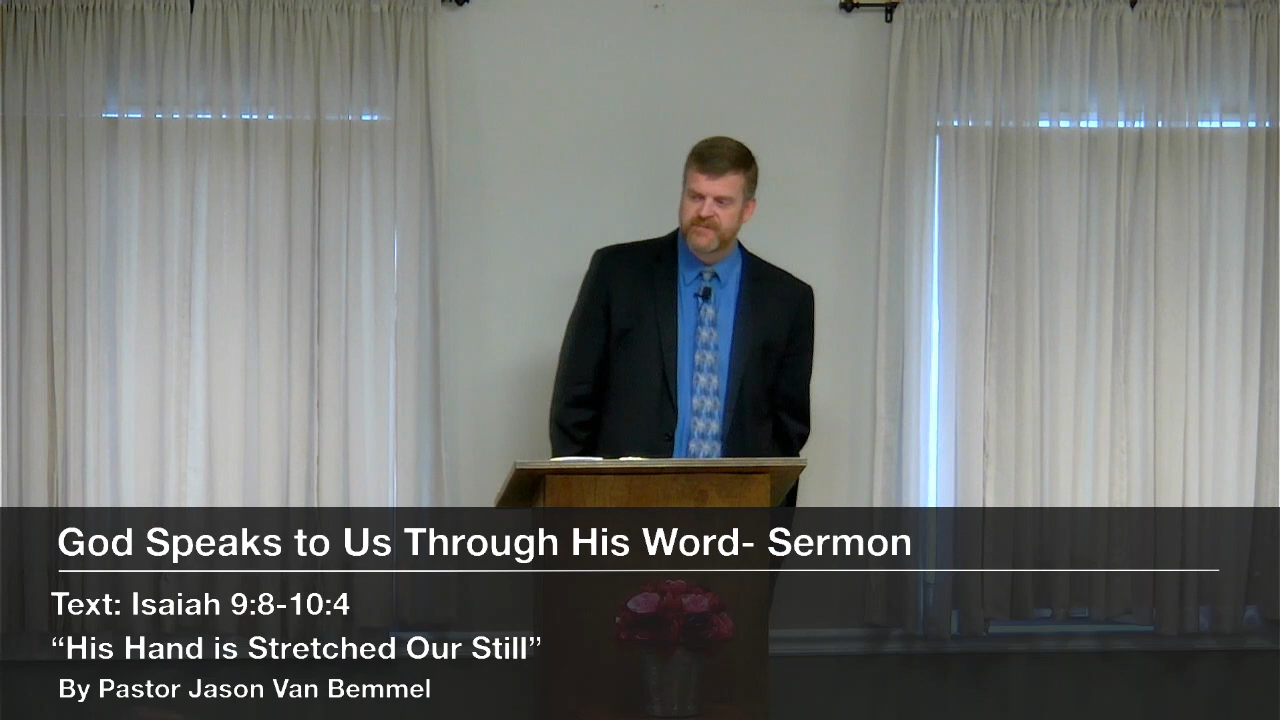 God Speaks to Us Through His Word- Sermon
Text: Isaiah 9:8-10:4
“His Hand is Stretched Our Still”
By Pastor Jason Van Bemmel